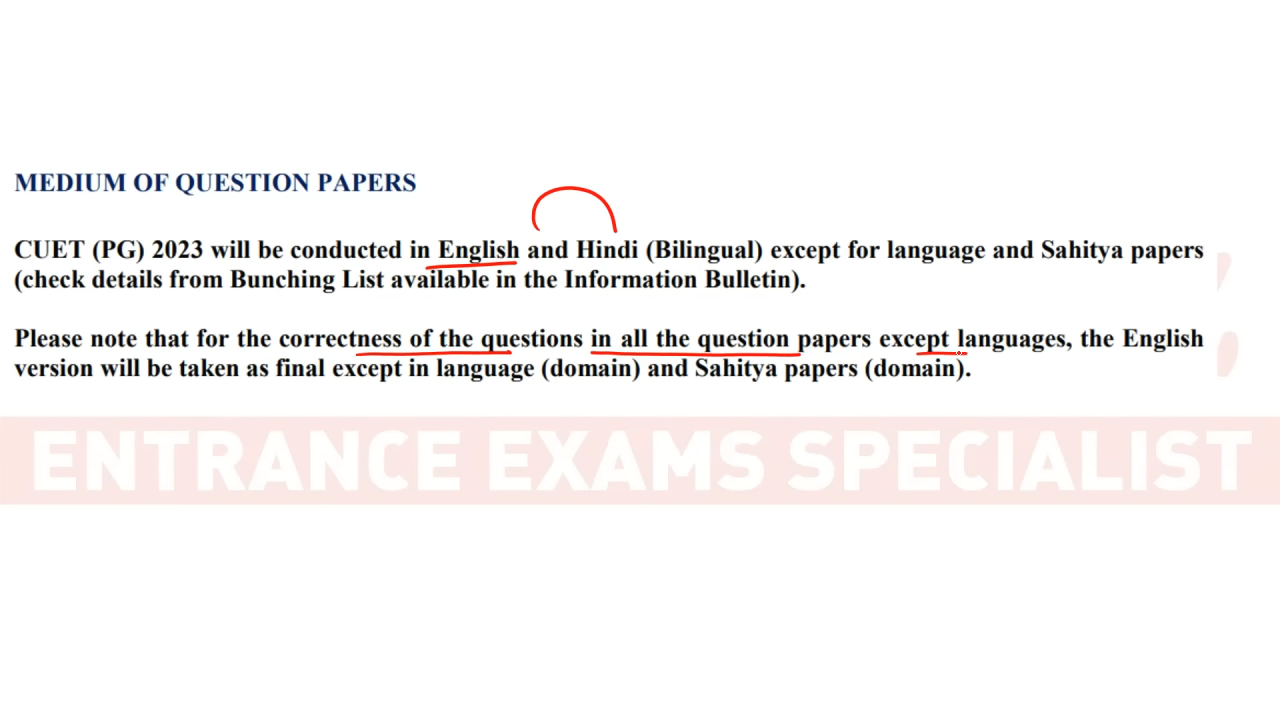 MEDIUM OF QUESTION PAPERS
CUET (PG) 2023 will be conducted in English and Hindi (Bilingual) except for language and Sahitya papers
(check details from Bunching List available in the Information Bulletin).
Please note that for the correctness of the questions in all the question papers except languages, the English
version will be taken as final except in language (domain) and Sahitya papers (domain).
ENTRANCE EXAMS SPECIALIST